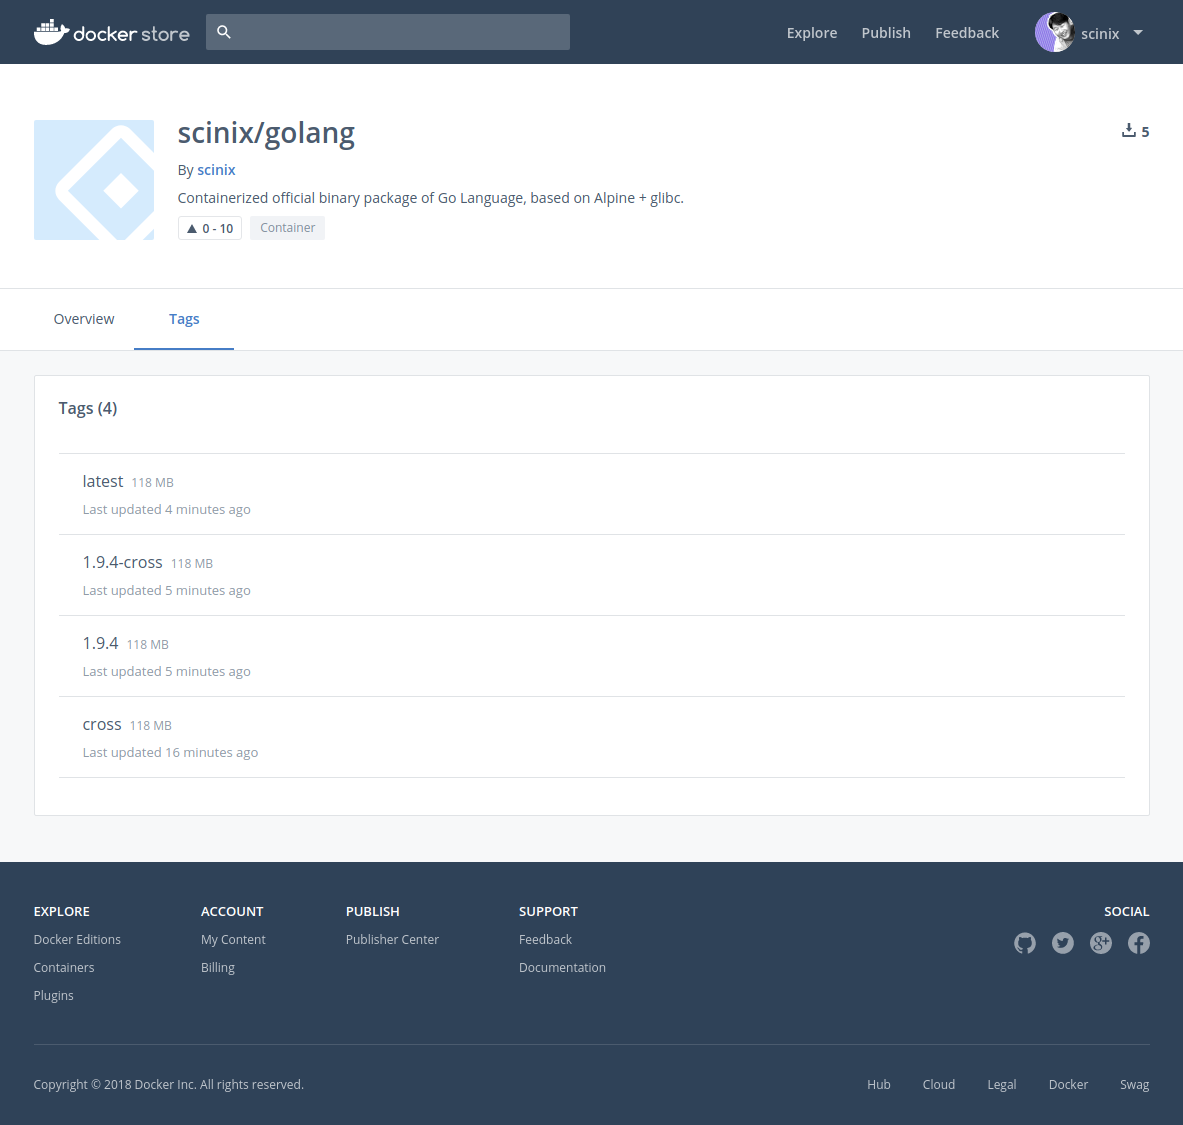 docker store
Explore Publish Feedback scinix
scinix/golang
5
By scinix
Containerized official binary package of Go Language, based on Alpine + glibc.
0 - 10 Container
Overview Tags
Tags (4)
latest 118 MB
Last updated 4 minutes ago
1.9.4-cross 118 MB
Last updated 5 minutes ago
1.9.4 118 MB
Last updated 5 minutes ago
cross 118 MB
Last updated 16 minutes ago
EXPLORE ACCOUNT PUBLISH SUPPORT SOCIAL
Docker Editions My Content Publisher Center Feedback
Containers Billing Documentation
Plugins
Copyright © 2018 Docker Inc. All rights reserved. Hub Cloud Legal Docker Swag